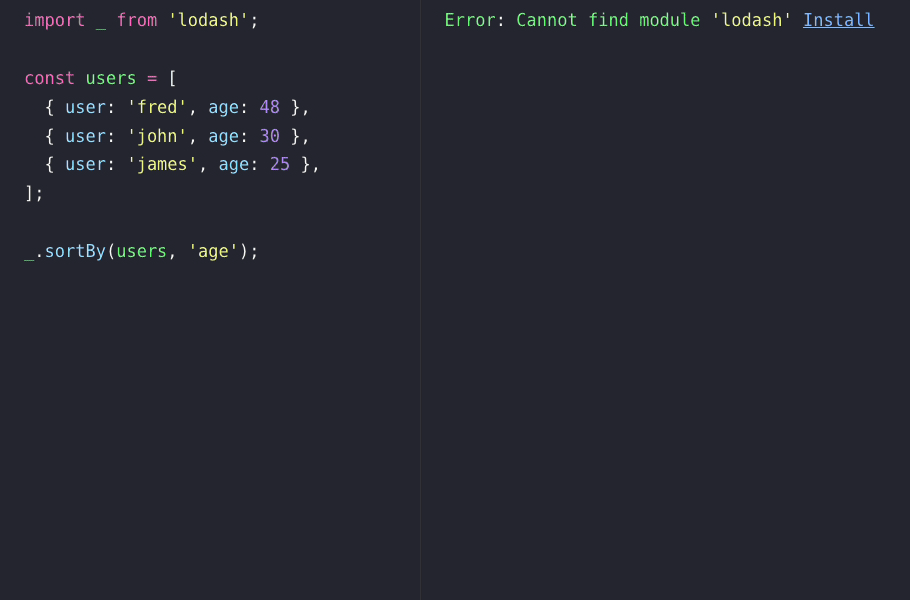 import _ from 'lodash';
const users = [
  { user: 'fred', age: 48 },
  { user: 'john', age: 30 },
  { user: 'james', age: 25 },
];
_.sortBy(users, 'age');
Error: Cannot find module 'lodash' Install